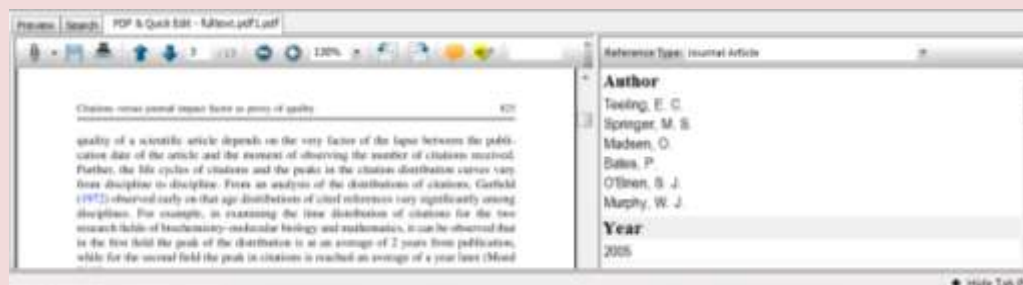 Preview Search PDF & Quick Edit - fulltext.pdf1.pdf
3 /13 130%
Reference Type: Journal Article
Citations versus journal impact factor as proxy of quality
quality of a scientific article depends on the very factor of the lapse between the publi-
cation date of the article and the moment of observing the number of citations received.
Further, the life cycles of citations and the peaks in the citation distribution curves vary
from discipline to discipline. From an analysis of the distributions of citations, Garfield
(1972) observed early on that age distributions of cited references vary significantly among
disciplines. For example, in examining the time distribution of citations for the two
research fields of biochemistry-molecular biology and mathematics, it can be observed that
in the first field the peak of the distribution is at an average of 2 years from publication,
while for the second field the peak in citations is reached an average of a year later (Moed
Author
Teeling, E. C.
Springer, M. S.
Madsen, O.
Bates, P.
O'Brien, S. J.
Murphy, W. J.
Year
2005
Hide Tab